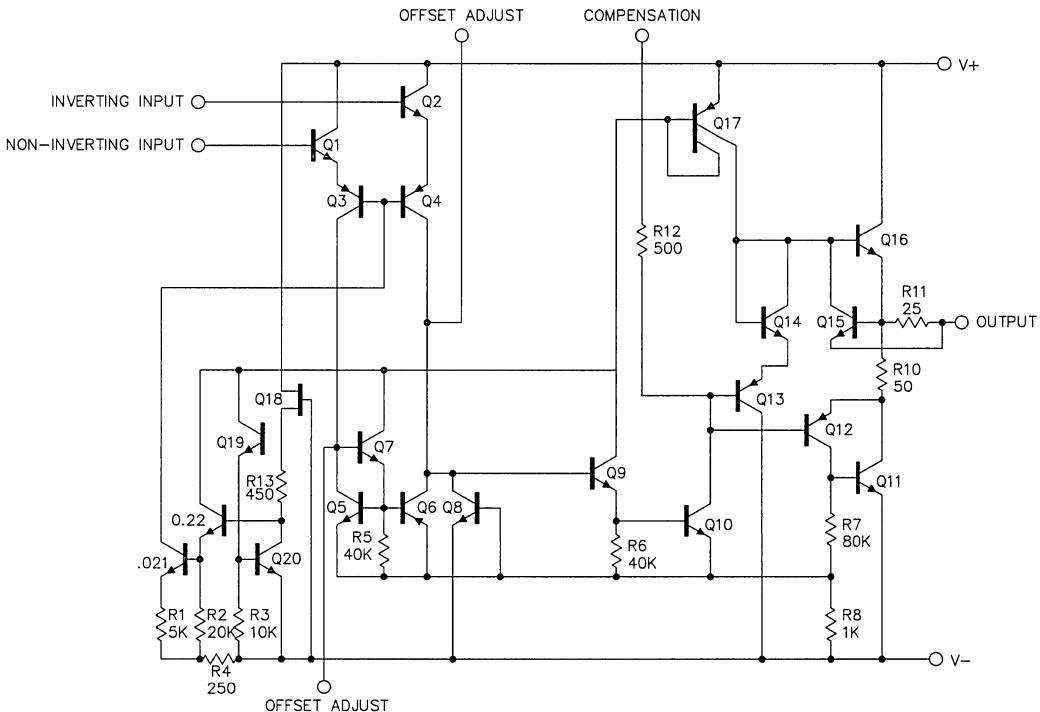 OFFSET ADJUST
COMPENSATION
V+
INVERTING INPUT
Q2
Q17
NON-INVERTING INPUT
Q1
Q3
Q4
R12
500
Q16
R11
25
Q14
Q15
OUTPUT
R10
50
Q18
Q13
Q12
Q19
Q7
Q9
Q11
R13
450
0.22
Q5
Q6
Q8
Q10
R5
40K
R6
40K
R7
80K
.021
Q20
R1
5K
R2
20K
R3
10K
R8
1K
R4
250
V-
OFFSET ADJUST